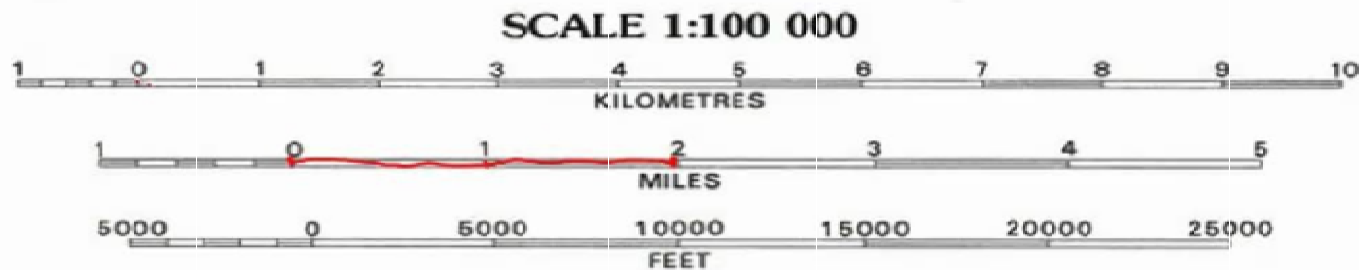 SCALE 1:100 000
1 0 1 2 3 4 5 6 7 8 9 10
KILOMETRES
1 0 1 2 3 4 5
MILES
5000 0 5000 10000 15000 20000 25000
FEET